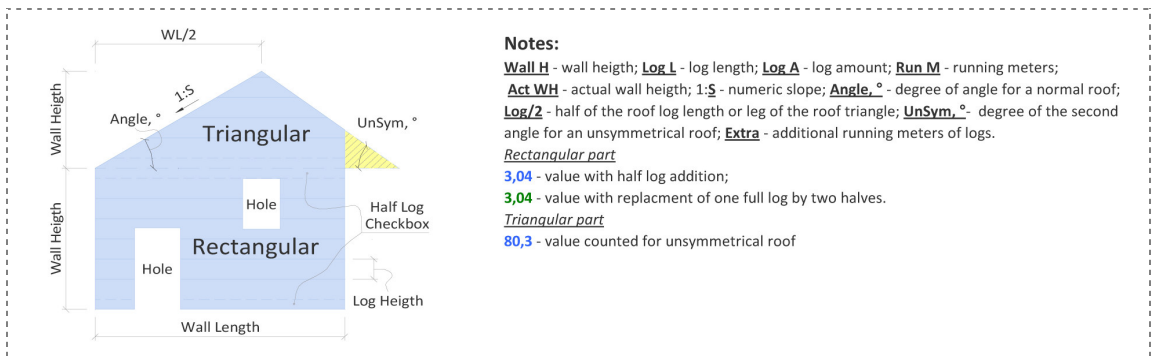 WL/2
Wall Heigth
1:S
Angle, °
UnSym, °
Triangular
Wall Heigth
Hole
Half Log
Checkbox
Rectangular
Hole
Log Heigth
Wall Length
Notes:
Wall H - wall heigth; Log L - log length; Log A - log amount; Run M - running meters;
Act WH - actual wall heigth; 1:S - numeric slope; Angle, ° - degree of angle for a normal roof;
Log/2 - half of the roof log length or leg of the roof triangle; UnSym, °- degree of the second
angle for an unsymmetrical roof; Extra - additional running meters of logs.
Rectangular part
3,04 - value with half log addition;
3,04 - value with replacment of one full log by two halves.
Triangular part
80,3 - value counted for unsymmetrical roof